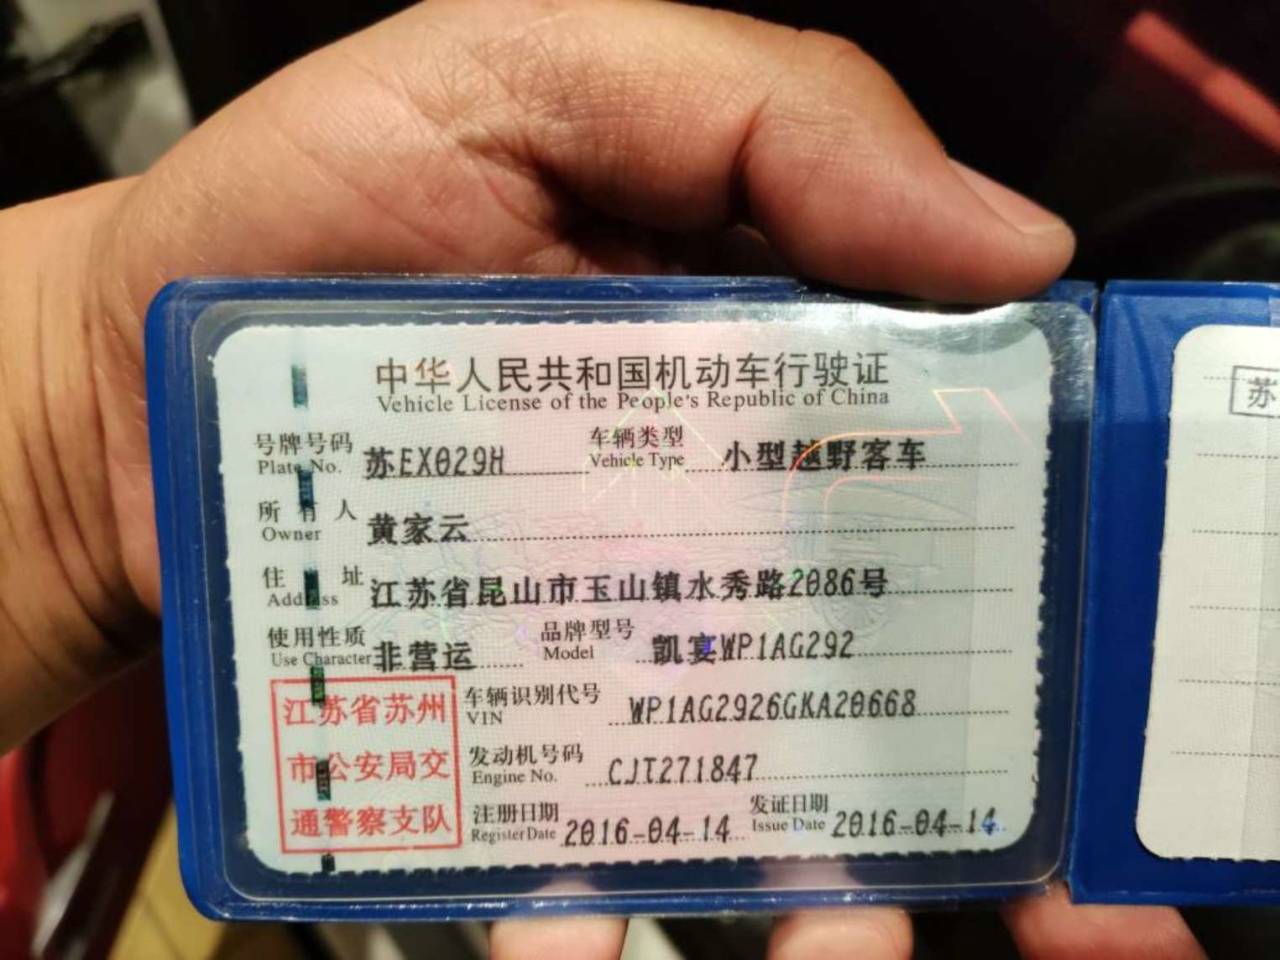 中华人民共和国机动车行驶证
Vehicle License of the People's Republic of China
号牌号码 苏EX029H 车辆类型 小型越野客车
Plate No. Vehicle Type
所有人 黄家云
Owner
住址 江苏省昆山市玉山镇水秀路2086号
Address
使用性质 非营运 品牌型号 凯宴WP1AG292
Use Character Model
江苏省苏州
市公安局交
通警察支队
车辆识别代号 WP1AG2926GKA20668
VIN
发动机号码 CJT271847
Engine No.
注册日期 2016-04-14 发证日期 2016-04-14
Register Date Issue Date
苏